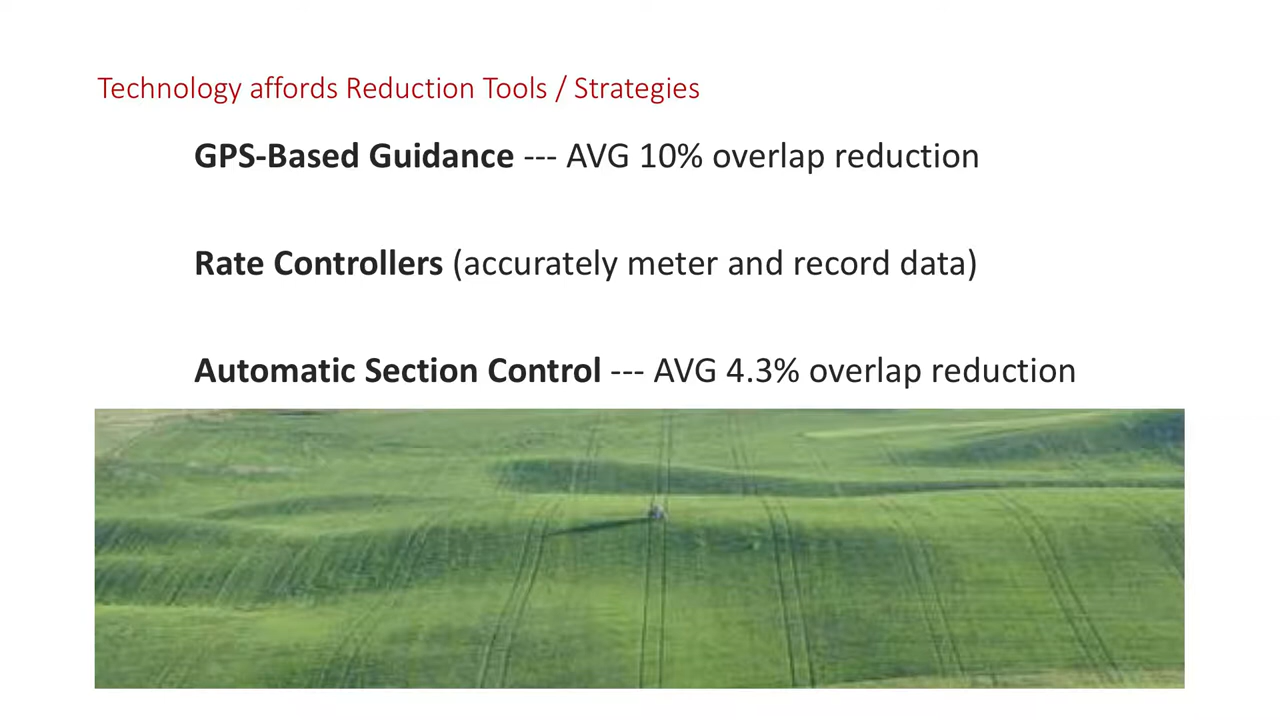 Technology affords Reduction Tools / Strategies
GPS-Based Guidance --- AVG 10% overlap reduction
Rate Controllers (accurately meter and record data)
Automatic Section Control --- AVG 4.3% overlap reduction